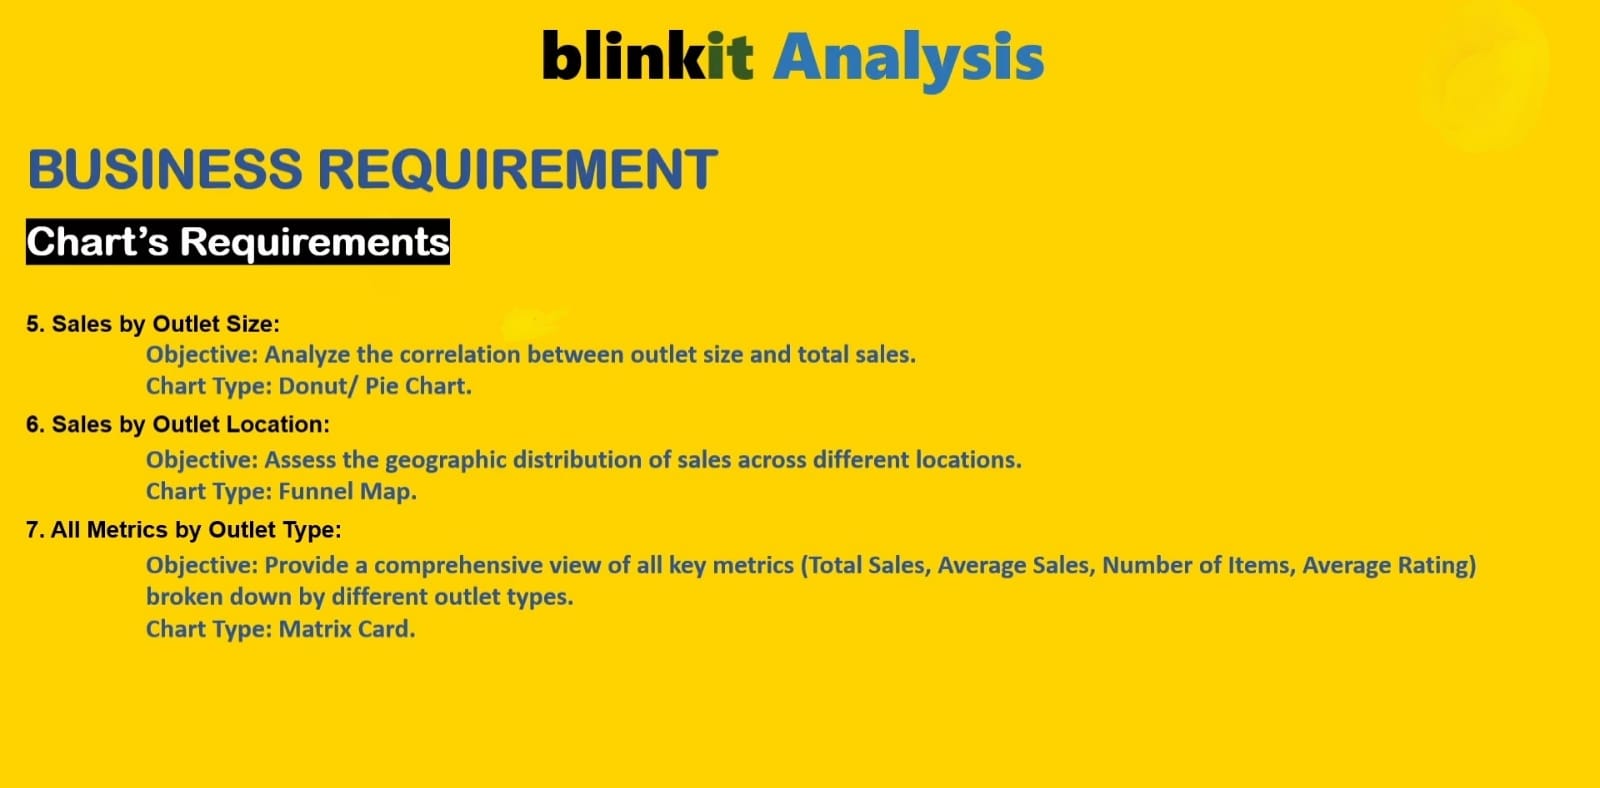 blinkit Analysis
BUSINESS REQUIREMENT
Chart’s Requirements
5. Sales by Outlet Size:
Objective: Analyze the correlation between outlet size and total sales.
Chart Type: Donut/ Pie Chart.
6. Sales by Outlet Location:
Objective: Assess the geographic distribution of sales across different locations.
Chart Type: Funnel Map.
7. All Metrics by Outlet Type:
Objective: Provide a comprehensive view of all key metrics (Total Sales, Average Sales, Number of Items, Average Rating)
broken down by different outlet types.
Chart Type: Matrix Card.